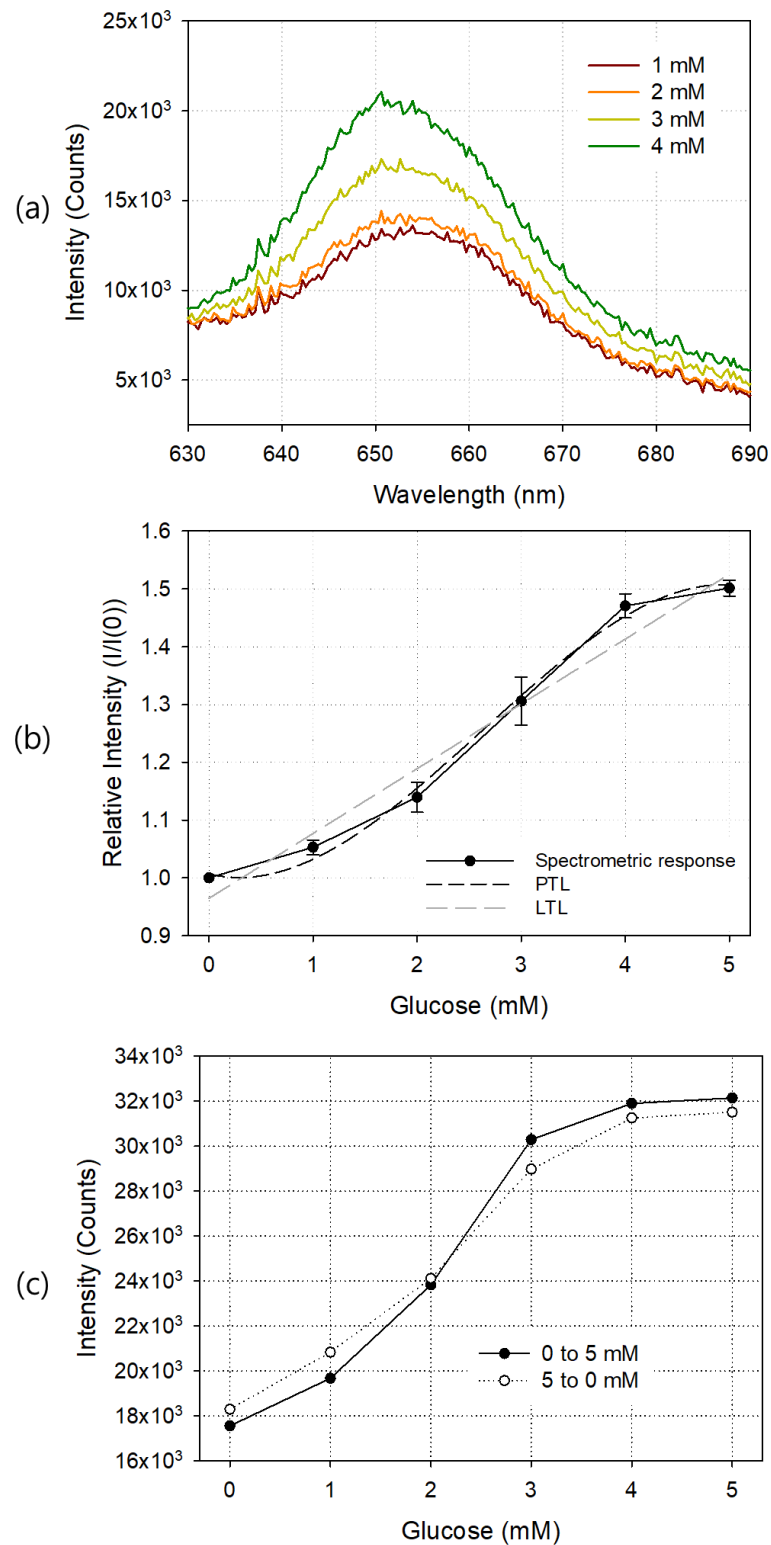 (a)
Intensity (Counts)
25x10³
20x10³
15x10³
10x10³
5x10³
1 mM
2 mM
3 mM
4 mM
630 640 650 660 670 680 690
Wavelength (nm)
(b)
Relative Intensity (I/I(0))
1.6
1.5
1.4
1.3
1.2
1.1
1.0
0.9
Spectrometric response
PTL
LTL
0 1 2 3 4 5
Glucose (mM)
(c)
Intensity (Counts)
34x10³
32x10³
30x10³
28x10³
26x10³
24x10³
22x10³
20x10³
18x10³
16x10³
0 to 5 mM
5 to 0 mM
0 1 2 3 4 5
Glucose (mM)